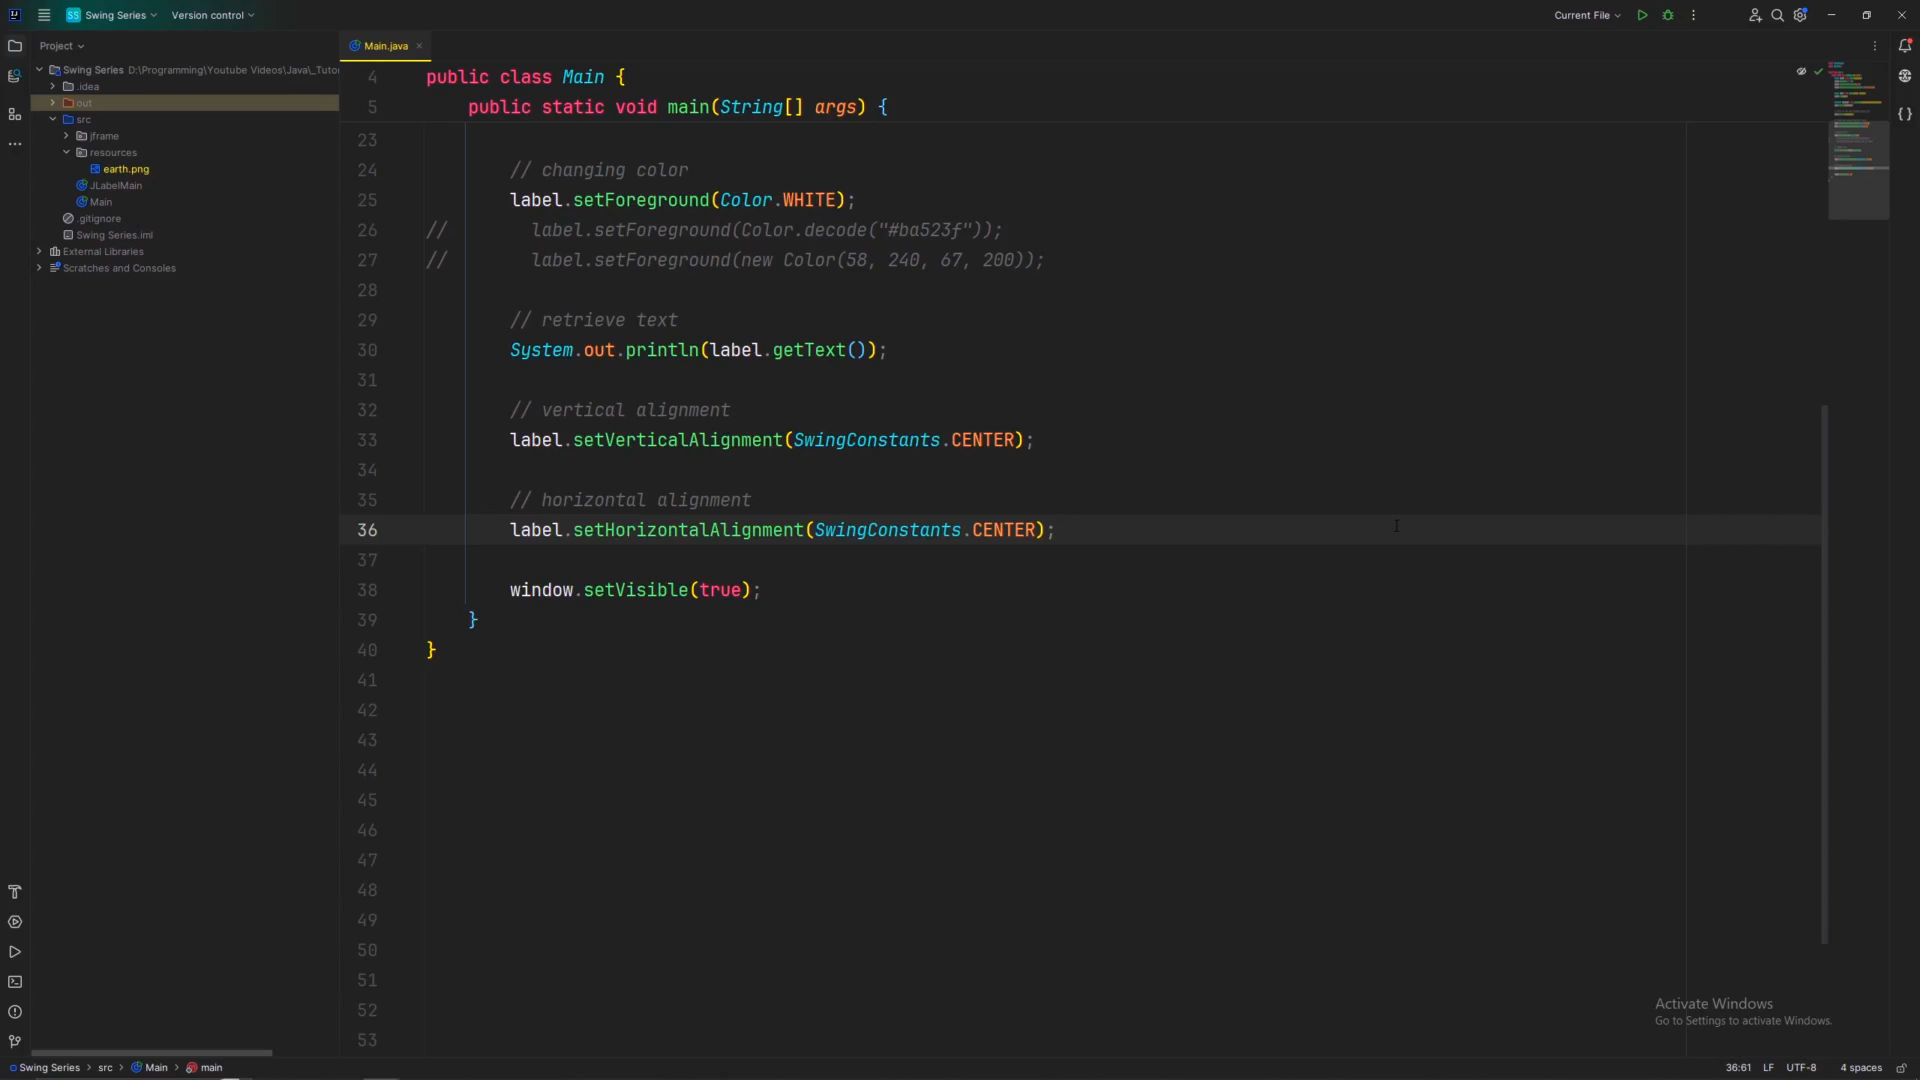 SS Swing Series Version control Current File
Project Main.java
Swing Series D:\Programming\Youtube Videos\Java\_Tutor
.idea
out
src
jframe
resources
earth.png
JLabelMain
Main
.gitignore
Swing Series.iml
External Libraries
Scratches and Consoles
4 public class Main {
5 public static void main(String[] args) {
23
24 // changing color
25 label.setForeground(Color.WHITE);
26 // label.setForeground(Color.decode("#ba523f"));
27 // label.setForeground(new Color(58, 240, 67, 200));
28
29 // retrieve text
30 System.out.println(label.getText());
31
32 // vertical alignment
33 label.setVerticalAlignment(SwingConstants.CENTER);
34
35 // horizontal alignment
36 label.setHorizontalAlignment(SwingConstants.CENTER);
37
38 window.setVisible(true);
39 }
40 }
41
42
43
44
45
46
47
48
49
50
51
52
53
Activate Windows
Go to Settings to activate Windows.
Swing Series > src > Main > main 36:61 LF UTF-8 4 spaces